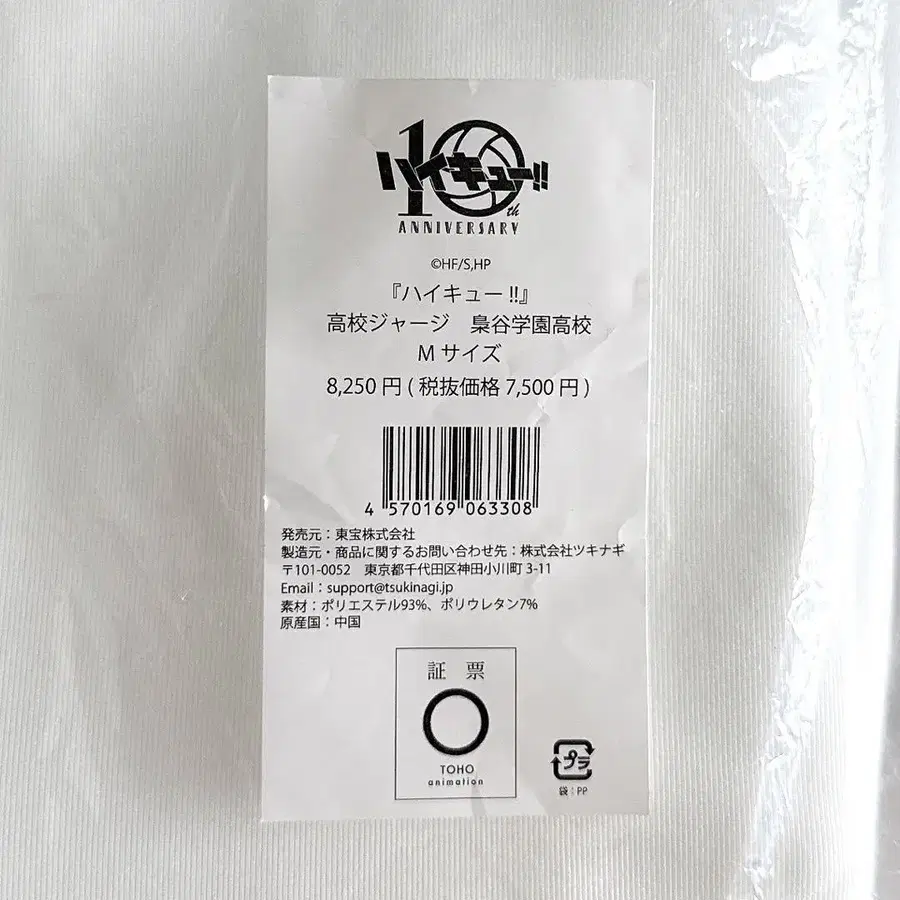 10th
ハイキュー!!
ANNIVERSARY
©HF/S,HP
『ハイキュー!!』
高校ジャージ 梟谷学園高校
Mサイズ
8,250円(税抜価格7,500円)
4 570169 063308
発売元:東宝株式会社
製造元・商品に関するお問い合わせ先:株式会社ツキナギ
〒101-0052 東京都千代田区神田小川町3-11
Email:support@tsukinagi.jp
素材:ポリエステル93%、ポリウレタン7%
原産国:中国
証票
TOHO
animation
プラ
袋:PP